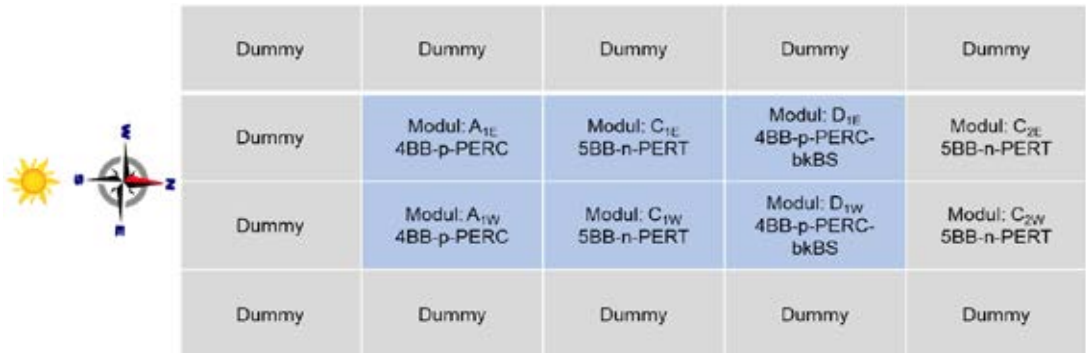 Dummy Dummy Dummy Dummy Dummy
W
S N
E
Dummy Modul: A1E 4BB-p-PERC Modul: C1E 5BB-n-PERT Modul: D1E 4BB-p-PERC-bkBS Modul: C2E 5BB-n-PERT
Dummy Modul: A1W 4BB-p-PERC Modul: C1W 5BB-n-PERT Modul: D1W 4BB-p-PERC-bkBS Modul: C2W 5BB-n-PERT
Dummy Dummy Dummy Dummy Dummy